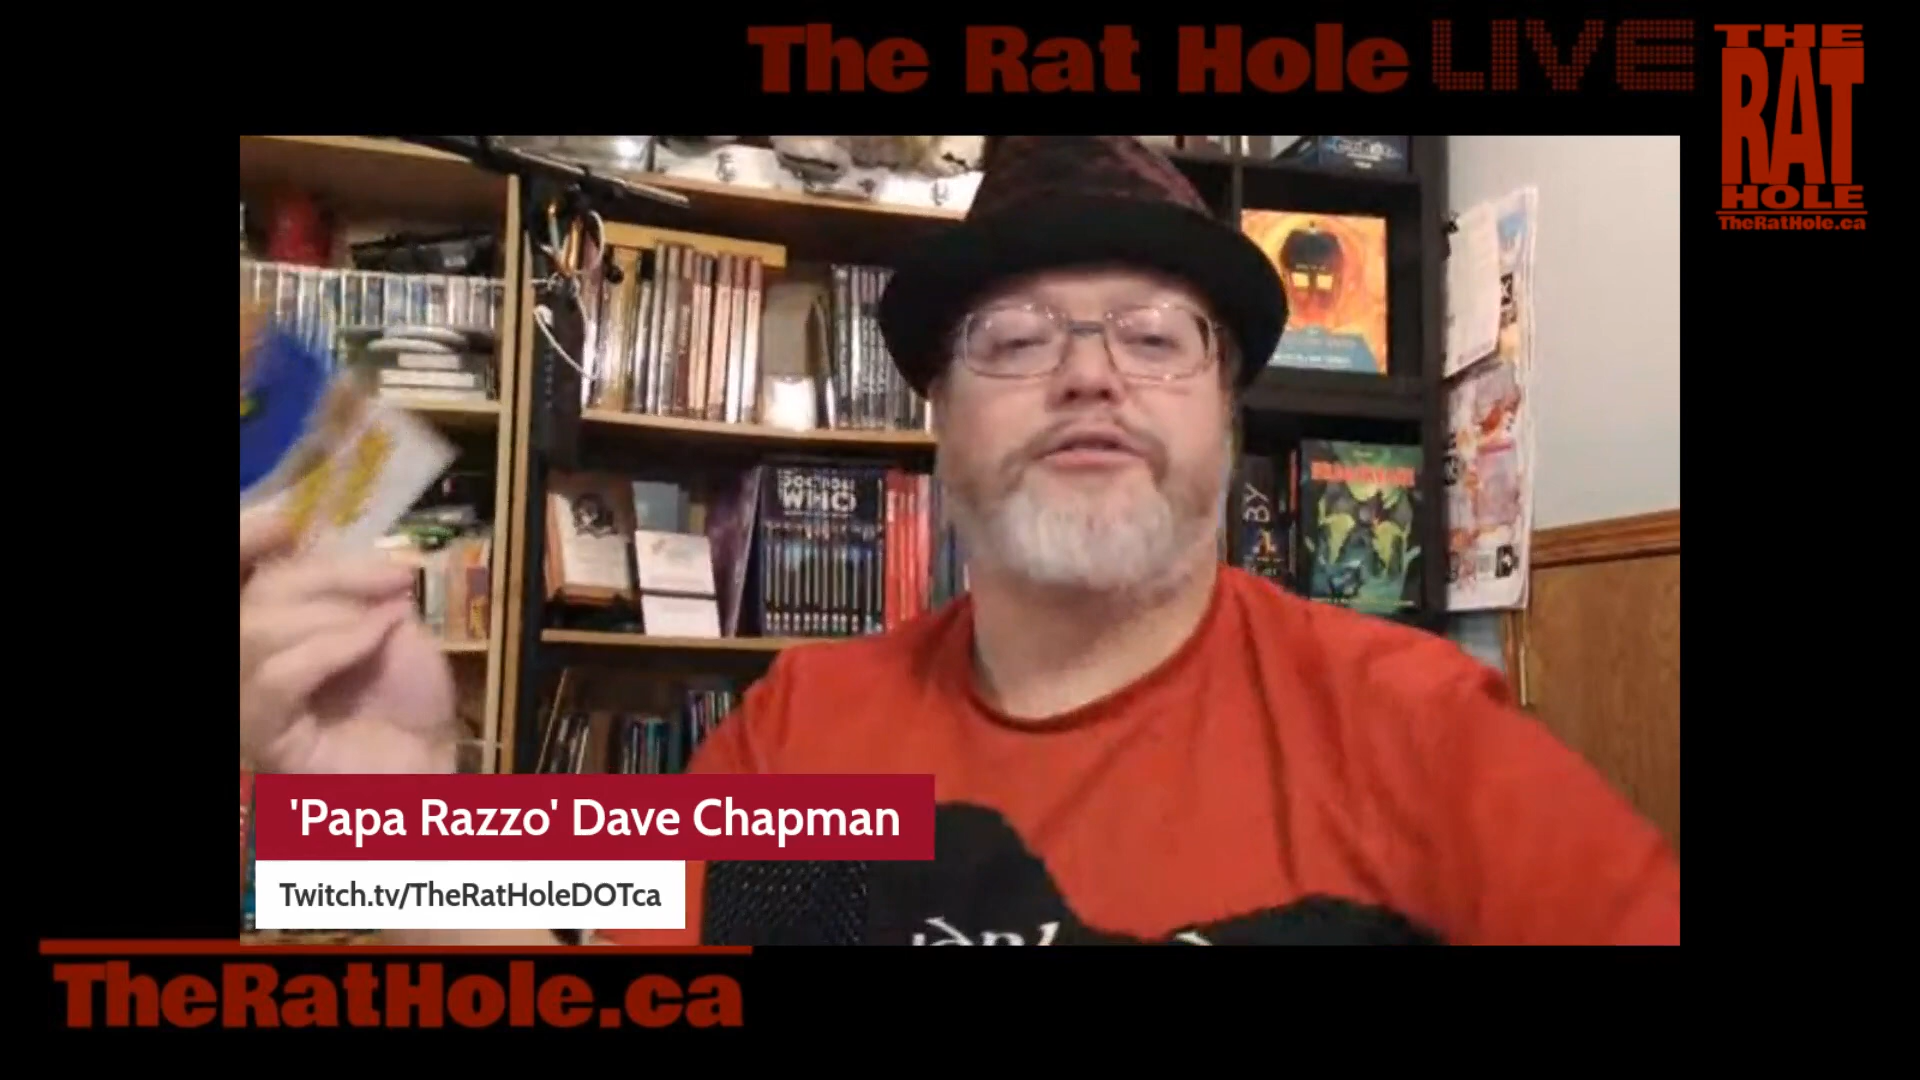 The Rat Hole LIVE
THE
RAT
HOLE
TheRatHole.ca
DOCTOR
WHO
BY
'Papa Razzo' Dave Chapman
Twitch.tv/TheRatHoleDOTca
TheRatHole.ca